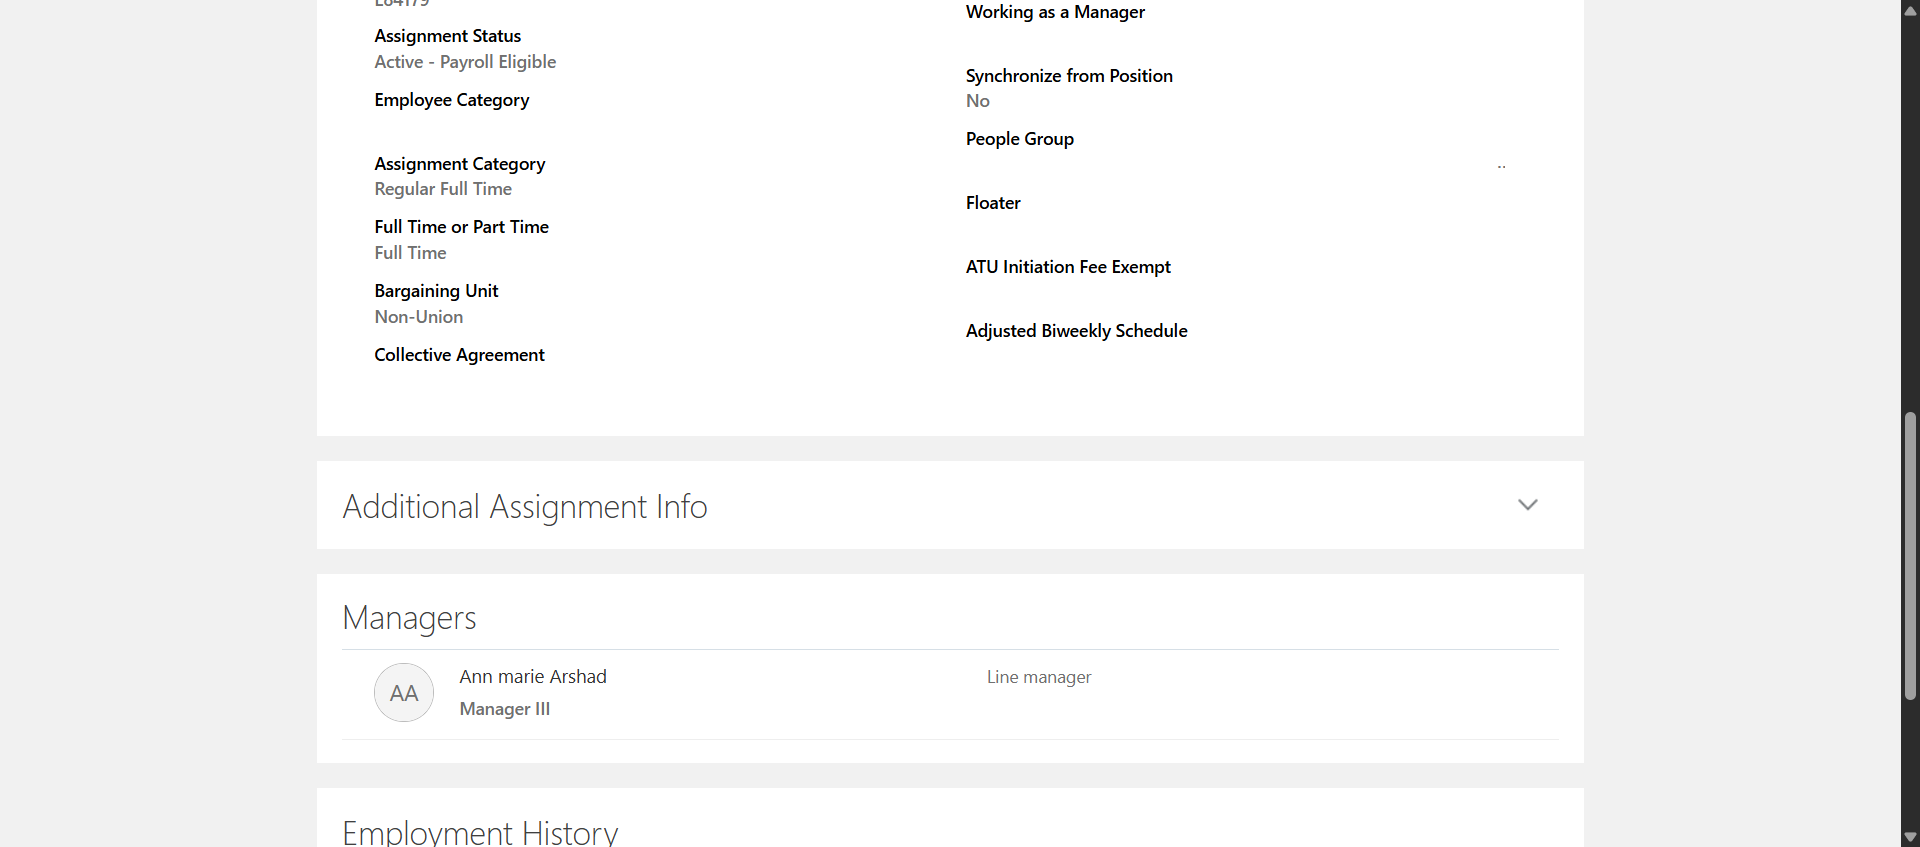 Assignment Status
Active - Payroll Eligible
Employee Category
Assignment Category
Regular Full Time
Full Time or Part Time
Full Time
Bargaining Unit
Non-Union
Collective Agreement
Working as a Manager
Synchronize from Position
No
People Group
..
Floater
ATU Initiation Fee Exempt
Adjusted Biweekly Schedule
Additional Assignment Info
Managers
AA
Ann marie Arshad
Line manager
Manager III
Employment History